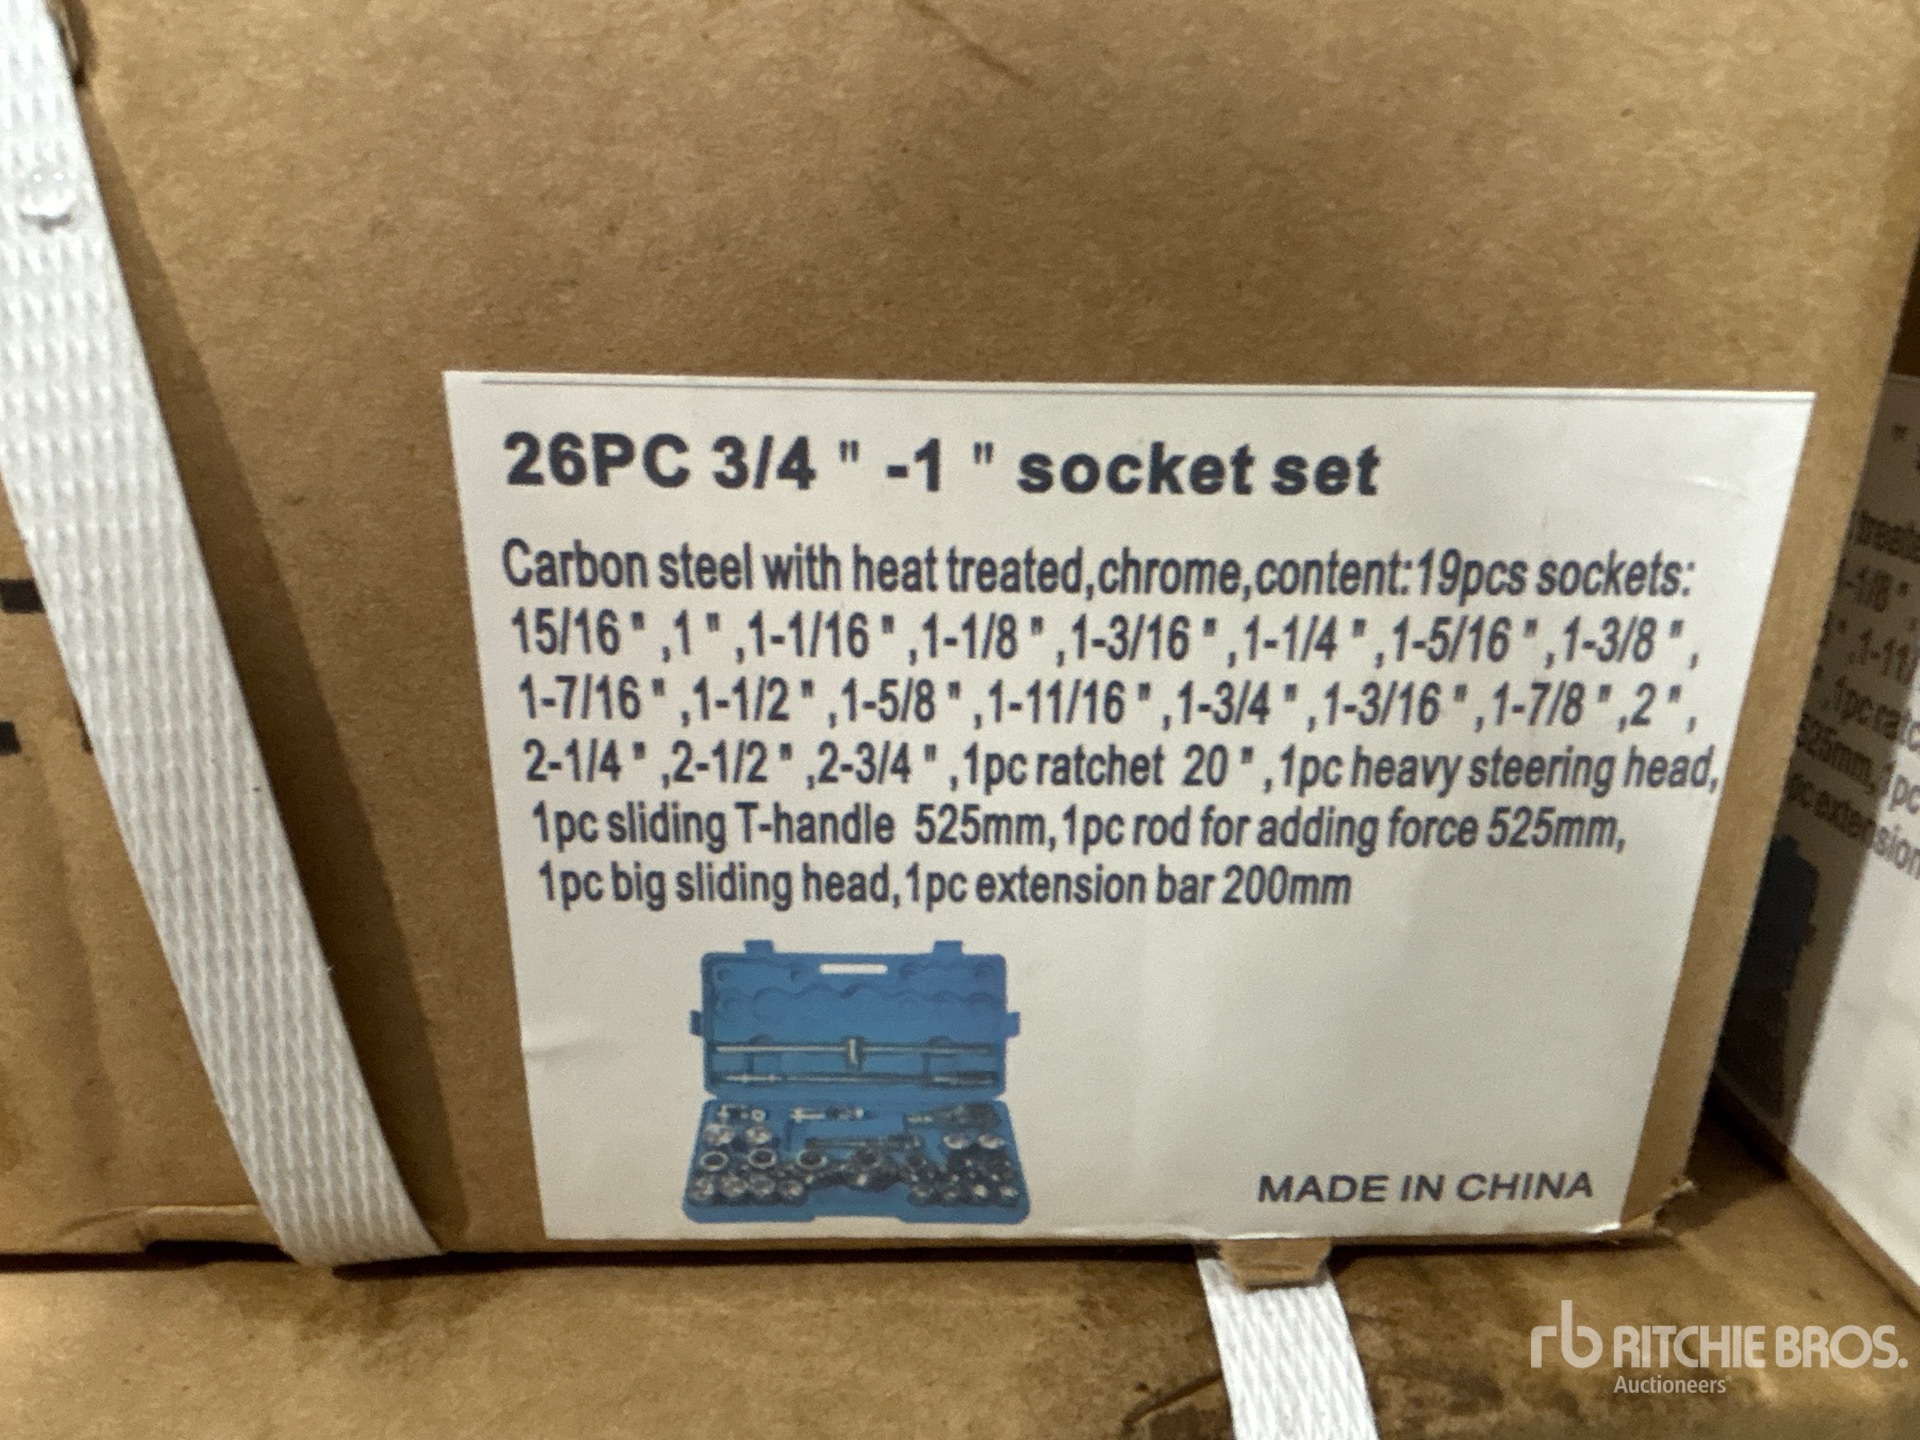 26PC 3/4 " -1 " socket set
Carbon steel with heat treated,chrome,content:19pcs sockets:
15/16 " ,1 " ,1-1/16 " ,1-1/8 " ,1-3/16 " ,1-1/4 " ,1-5/16 " ,1-3/8 " ,
1-7/16 " ,1-1/2 " ,1-5/8 " ,1-11/16 " ,1-3/4 " ,1-3/16 " ,1-7/8 " ,2 " ,
2-1/4 " ,2-1/2 " ,2-3/4 " ,1pc ratchet 20 " ,1pc heavy steering head,
1pc sliding T-handle 525mm,1pc rod for adding force 525mm,
1pc big sliding head,1pc extension bar 200mm
MADE IN CHINA
rb RITCHIE BROS.
Auctioneers